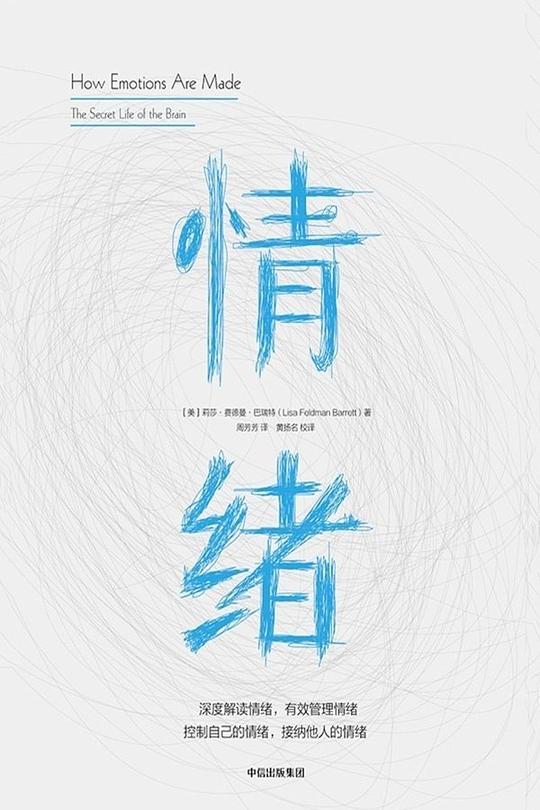 How Emotions Are Made
The Secret Life of the Brain
情
[美]莉莎·费德曼·巴瑞特（Lisa Feldman Barrett）著
周芳芳 译 黄扬名 校译
绪
深度解读情绪，有效管理情绪
控制自己的情绪，接纳他人的情绪
中信出版集团